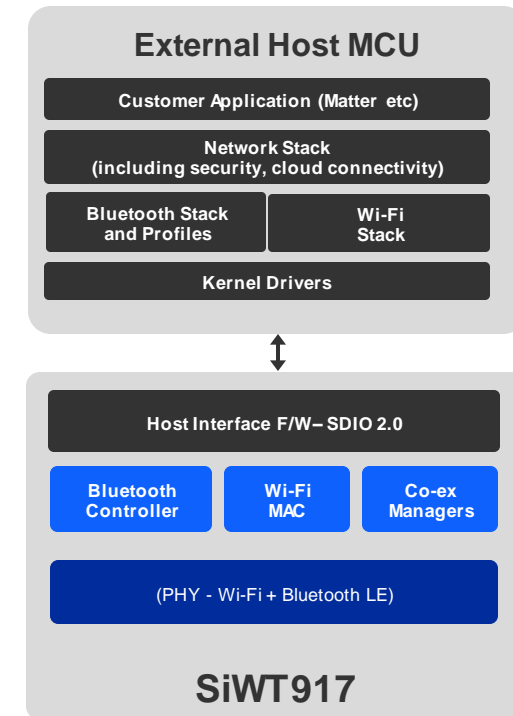 External Host MCU
Customer Application (Matter etc)
Network Stack
(including security, cloud connectivity)
Bluetooth Stack
and Profiles
Wi-Fi
Stack
Kernel Drivers
Host Interface F/W– SDIO 2.0
Bluetooth
Controller
Wi-Fi
MAC
Co-ex
Managers
(PHY - Wi-Fi + Bluetooth LE)
SiWT917